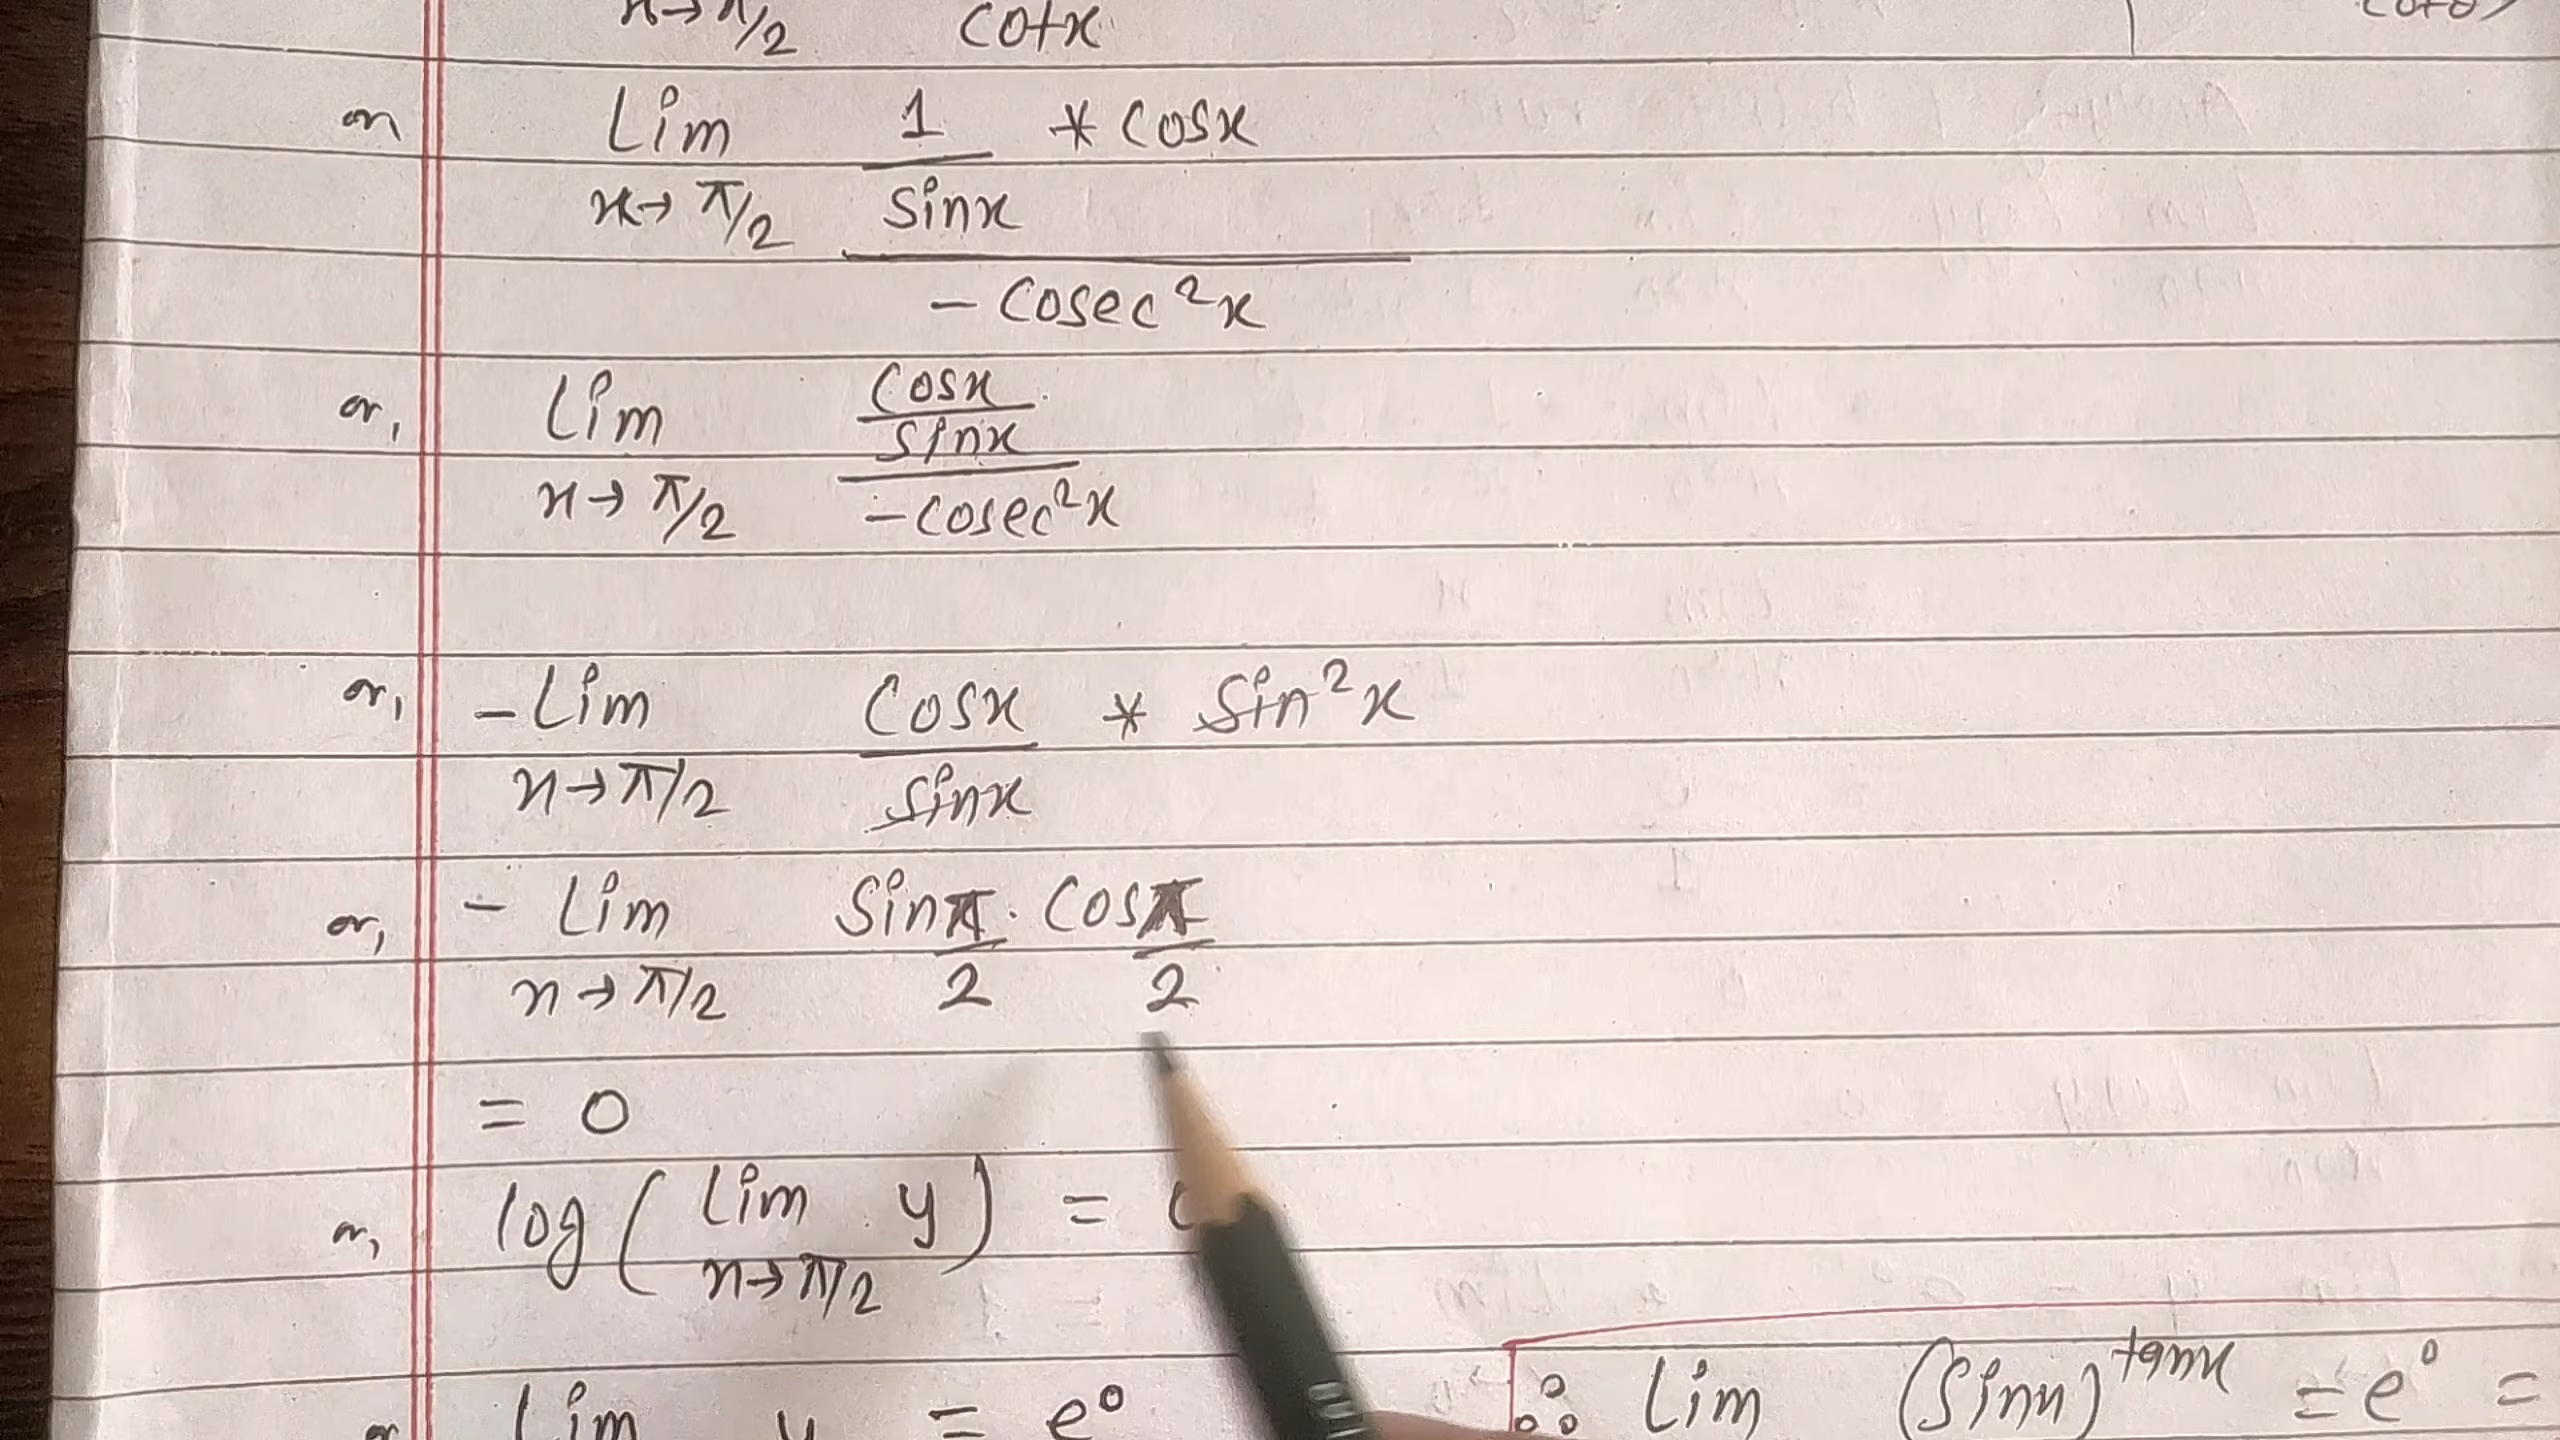 x→π/2 cotx
or lim 1 * cosx
x→π/2 sinx
-cosec²x
or, lim cosx
sinx
x→π/2 -cosec²x
or, -lim cosx * sin²x
x→π/2 sinx
or, - lim sinπ . cosπ
x→π/2 2 2
= 0
or, log ( lim y ) =
x→π/2
or lim y = e⁰
∴ lim (sinx)^tanx = e⁰ =